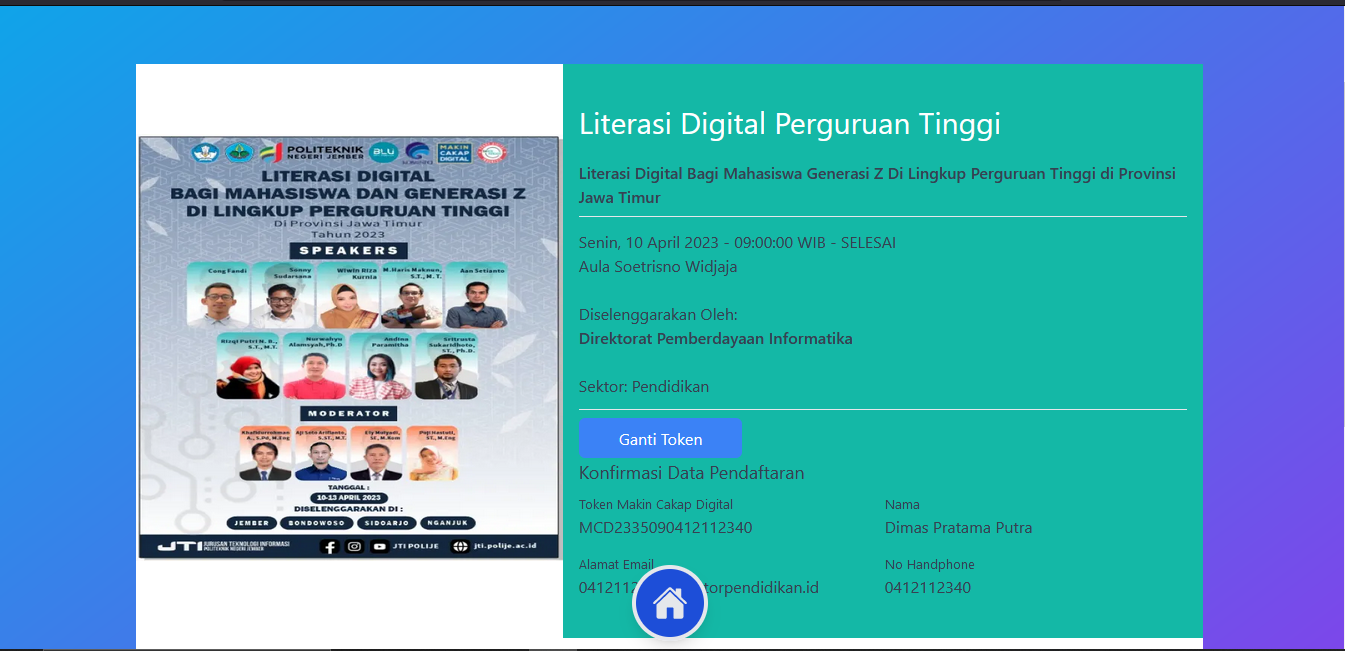 POLITEKNIK
NEGERI JEMBER
BLU
MAKIN
CAKAP
DIGITAL
LITERASI DIGITAL
BAGI MAHASISWA DAN GENERASI Z
DI LINGKUP PERGURUAN TINGGI
Di Provinsi Jawa Timur
Tahun 2023
SPEAKERS
Cong Fandi
Sonny
Sudarsana
Wiwin Riza
Kurnia
M.Haris Maknun,
S.T., M.T.
Aan Setianto
Rizqi Putri N. B.,
S.T., M.T.
Nurwahyu
Alamsyah, Ph.D
Andina
Paramitha
Sritrusta
Sukaridhoto,
ST., Ph.D.
MODERATOR
A., S.Pd, M.Eng
S.ST., M.T.
Ely Mulyadi,
SE, M.Kom
Puji Hastuti,
ST., M.Eng
TANGGAL :
10-13 APRIL 2023
DISELENGGARAKAN DI :
JEMBER
BONDOWOSO
SIDOARJO
NGANJUK
JTI
JURUSAN TEKNOLOGI INFORMASI
POLITEKNIK NEGERI JEMBER
JTI POLIJE
jti.polije.ac.id
Literasi Digital Perguruan Tinggi
Literasi Digital Bagi Mahasiswa Generasi Z Di Lingkup Perguruan Tinggi di Provinsi
Jawa Timur
Senin, 10 April 2023 - 09:00:00 WIB - SELESAI
Aula Soetrisno Widjaja
Diselenggarakan Oleh:
Direktorat Pemberdayaan Informatika
Sektor: Pendidikan
Ganti Token
Konfirmasi Data Pendaftaran
Token Makin Cakap Digital
MCD2335090412112340
Nama
Dimas Pratama Putra
Alamat Email
041211 torpendidikan.id
No Handphone
0412112340